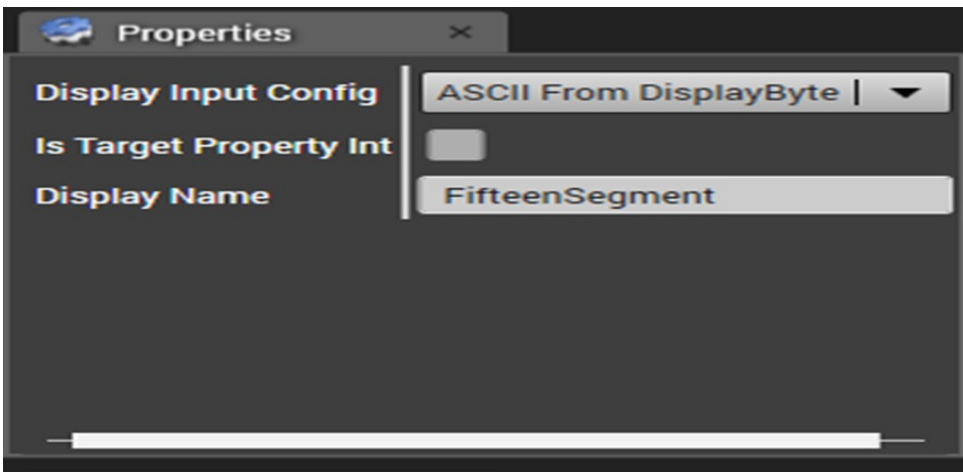 Properties
Display Input Config ASCII From DisplayByte
Is Target Property Int
Display Name FifteenSegment